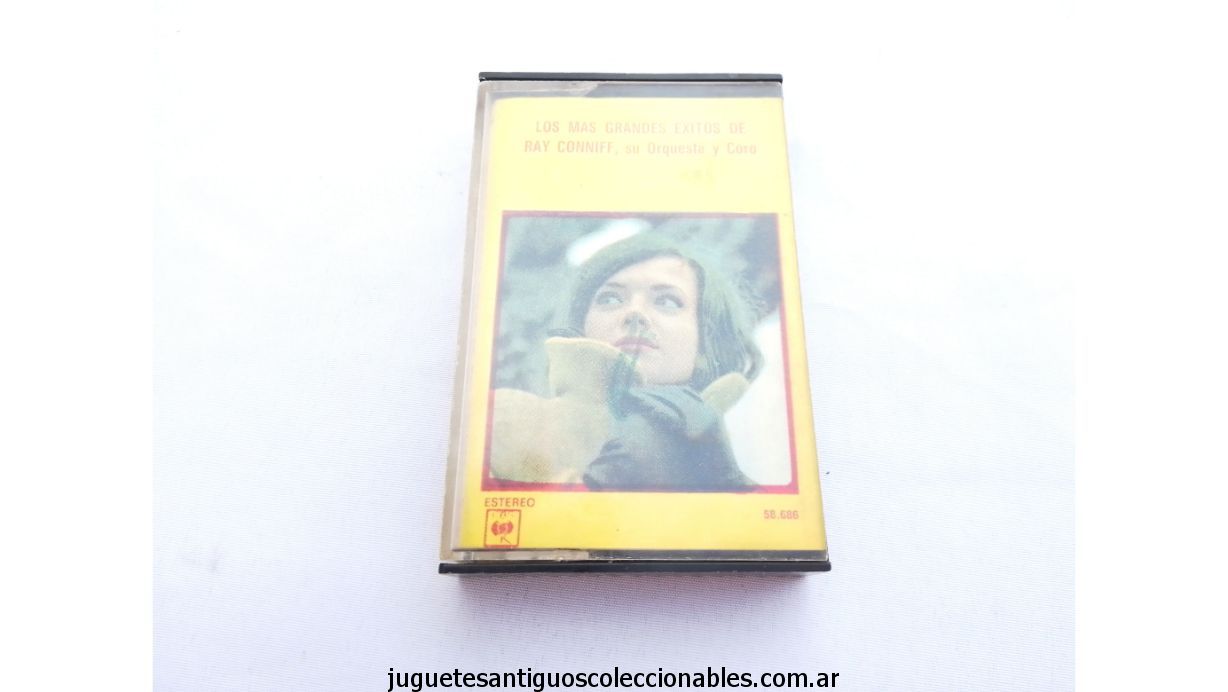 LOS MAS GRANDES EXITOS DE
RAY CONNIFF, su Orquesta y Coro
ESTEREO
58.686
juguetesantiguoscoleccionables.com.ar